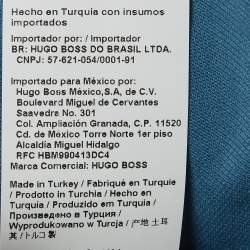 Hecho en Turquia con insumos
importados
Importador por: / Importador
BR: HUGO BOSS DO BRASIL LTDA.
CNPJ: 57-621-054/0001-91
Importado para México por:
Hugo Boss México,S.A, de C.V.
Boulevard Miguel de Cervantes
Saavedra No. 301
Col. Ampliación Granada, C.P. 11520
Cd. de México Torre Norte 1er piso
Alcaldía Miguel Hidalgo
RFC HBM990413DC4
Marca Comercial: HUGO BOSS
Made in Turkey / Fabriqué en Turquie
/ Prodotto in Turchia / Hecho en
Turquía / Produzido em Turquia /
Произведено в Турция /
Wyprodukowano w Turcja / 产地 土耳
其 / トルコ製